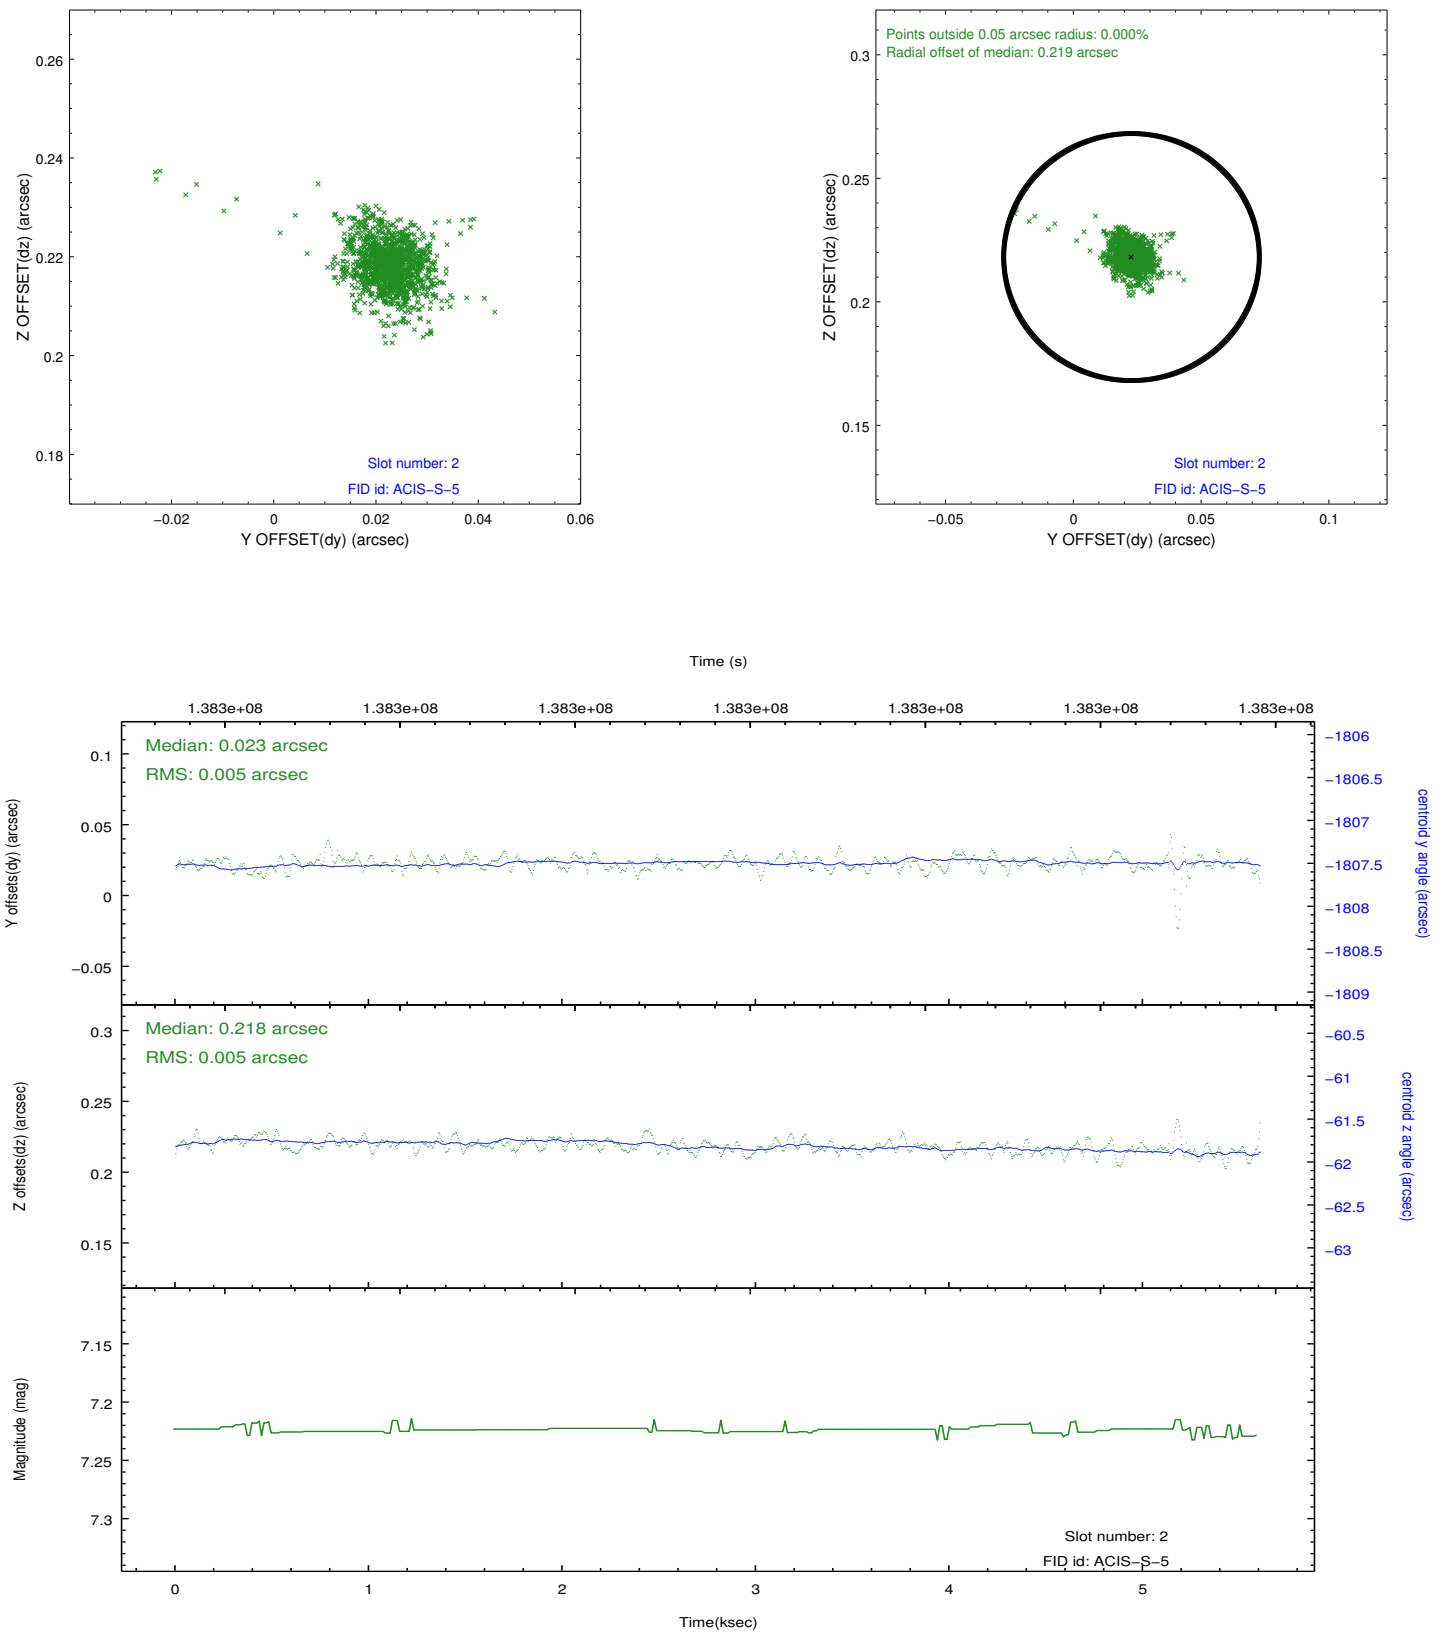 0.26
0.24
0.22
0.2
0.18
Z OFFSET(dz) (arcsec)
Slot number: 2
FID id: ACIS−S−5
−0.02 0 0.02 0.04 0.06
Y OFFSET(dy) (arcsec)
Points outside 0.05 arcsec radius: 0.000%
Radial offset of median: 0.219 arcsec
0.3
0.25
0.2
0.15
Z OFFSET(dz) (arcsec)
Slot number: 2
FID id: ACIS−S−5
−0.05 0 0.05 0.1
Y OFFSET(dy) (arcsec)
Time (s)
1.383e+08 1.383e+08 1.383e+08 1.383e+08 1.383e+08 1.383e+08 1.383e+08
Median: 0.023 arcsec
RMS: 0.005 arcsec
0.1
0.05
0
−0.05
Y offsets(dy) (arcsec)
−1806
−1806.5
−1807
−1807.5
−1808
−1808.5
−1809
centroid y angle (arcsec)
Median: 0.218 arcsec
RMS: 0.005 arcsec
0.3
0.25
0.2
0.15
Z offsets(dz) (arcsec)
−60.5
−61
−61.5
−62
−62.5
−63
centroid z angle (arcsec)
7.15
7.2
7.25
7.3
Magnitude (mag)
Slot number: 2
FID id: ACIS−S−5
0 1 2 3 4 5
Time(ksec)